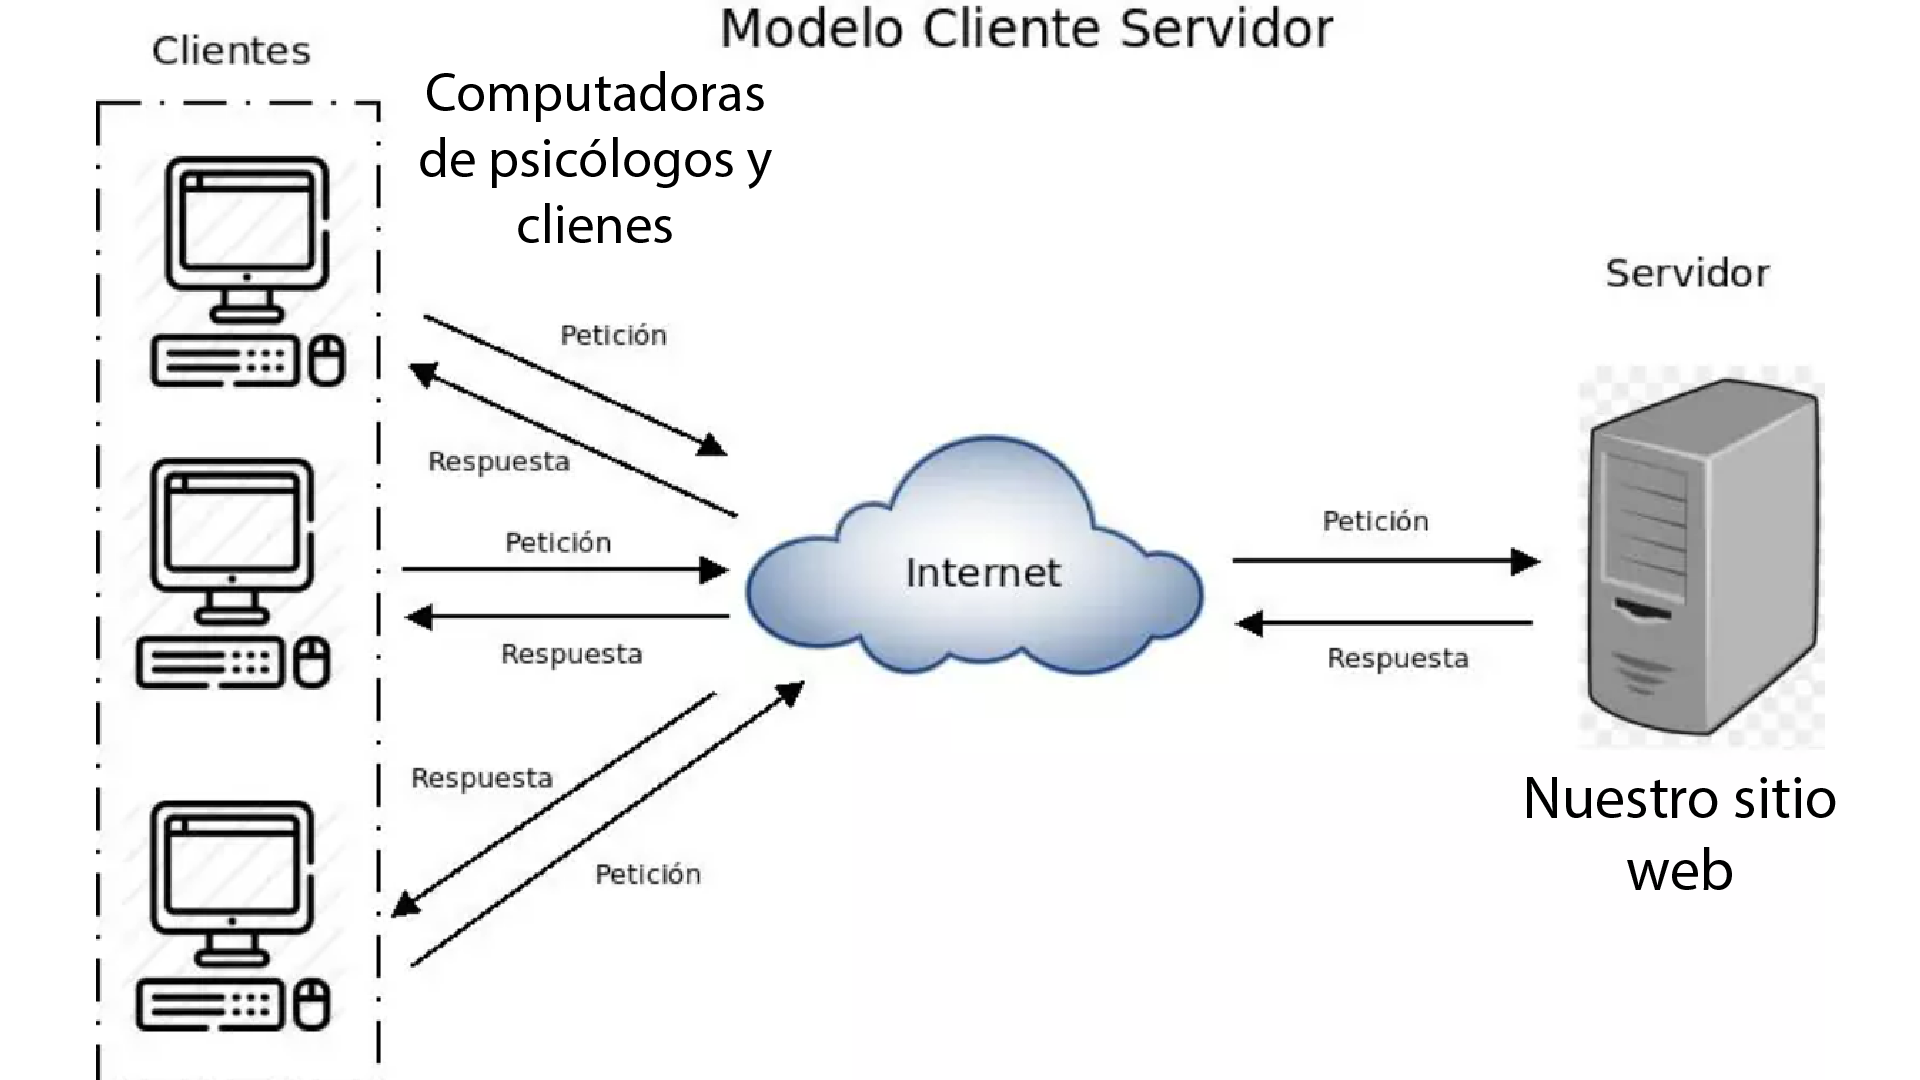 Modelo Cliente Servidor
Clientes
Computadoras
de psicólogos y
clienes
Servidor
Petición
Respuesta
Petición
Respuesta
Internet
Petición
Respuesta
Respuesta
Petición
Nuestro sitio
web